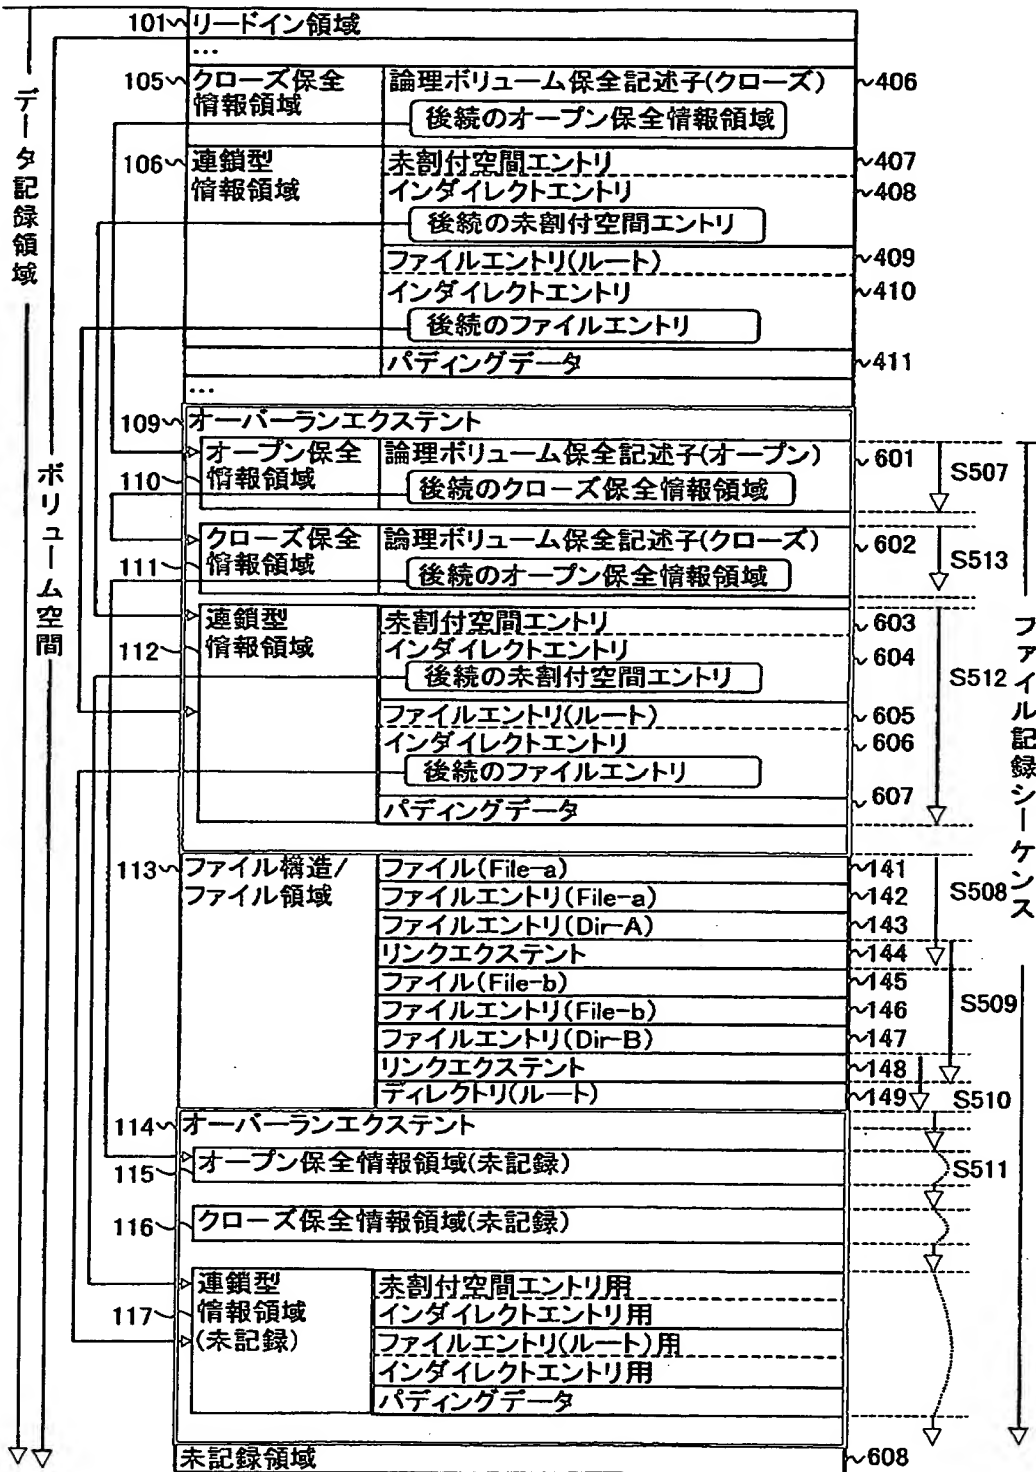 データ記録領域
ボリューム空間
101 リードイン領域
…
105 クローズ保全情報領域
論理ボリューム保全記述子(クローズ) 406
後続のオープン保全情報領域
106 連鎖型情報領域
未割付空間エントリ 407
インダイレクトエントリ 408
後続の未割付空間エントリ
ファイルエントリ(ルート) 409
インダイレクトエントリ 410
後続のファイルエントリ
パディングデータ 411
…
109 オーバーランエクステント
110 オープン保全情報領域
論理ボリューム保全記述子(オープン) 601
後続のクローズ保全情報領域
S507
111 クローズ保全情報領域
論理ボリューム保全記述子(クローズ) 602
後続のオープン保全情報領域
S513
112 連鎖型情報領域
未割付空間エントリ 603
インダイレクトエントリ 604
後続の未割付空間エントリ
ファイルエントリ(ルート) 605
インダイレクトエントリ 606
後続のファイルエントリ
パディングデータ 607
S512
ファイル記録シーケンス
113 ファイル構造/ファイル領域
ファイル(File-a) 141
ファイルエントリ(File-a) 142
ファイルエントリ(Dir-A) 143
リンクエクステント 144
S508
ファイル(File-b) 145
ファイルエントリ(File-b) 146
ファイルエントリ(Dir-B) 147
リンクエクステント 148
S509
ディレクトリ(ルート) 149
S510
114 オーバーランエクステント
115 オープン保全情報領域(未記録)
S511
116 クローズ保全情報領域(未記録)
117 連鎖型情報領域(未記録)
未割付空間エントリ用
インダイレクトエントリ用
ファイルエントリ(ルート)用
インダイレクトエントリ用
パディングデータ
未記録領域 608